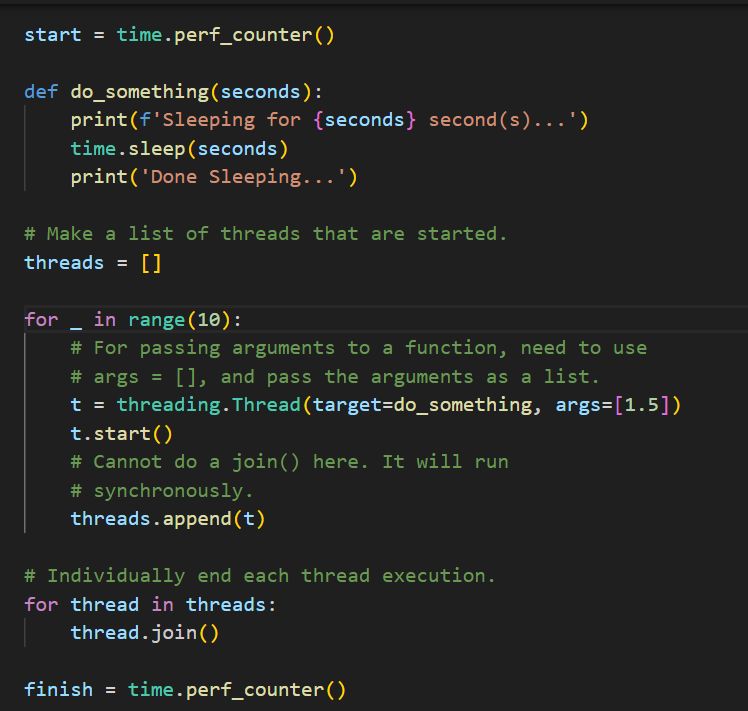 start = time.perf_counter()
def do_something(seconds):
print(f'Sleeping for {seconds} second(s)...')
time.sleep(seconds)
print('Done Sleeping...')
# Make a list of threads that are started.
threads = []
for _ in range(10):
# For passing arguments to a function, need to use
# args = [], and pass the arguments as a list.
t = threading.Thread(target=do_something, args=[1.5])
t.start()
# Cannot do a join() here. It will run
# synchronously.
threads.append(t)
# Individually end each thread execution.
for thread in threads:
thread.join()
finish = time.perf_counter()